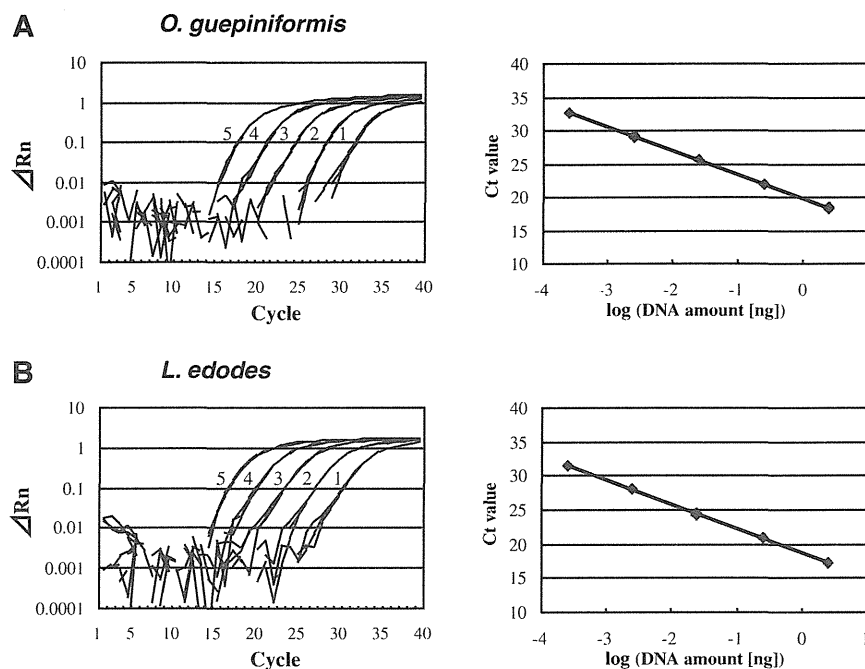 A
O. guepiniformis
10
1
0.1
0.01
0.001
0.0001
⊿Rn
5 4 3 2 1
1 5 10 15 20 25 30 35 40
Cycle
40
35
30
25
20
15
10
Ct value
-4 -3 -2 -1 0 1
log (DNA amount [ng])
B
L. edodes
10
1
0.1
0.01
0.001
0.0001
⊿Rn
5 4 3 2 1
1 5 10 15 20 25 30 35 40
Cycle
40
35
30
25
20
15
10
Ct value
-4 -3 -2 -1 0 1
log (DNA amount [ng])